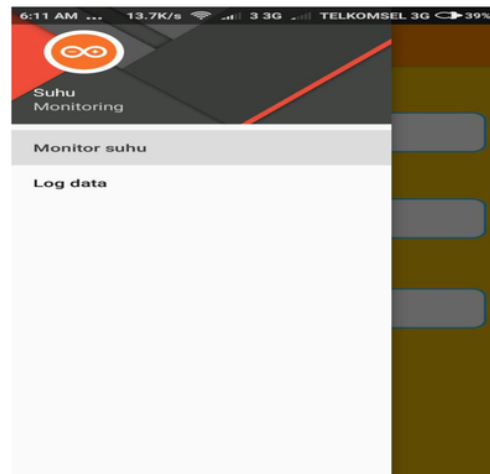 6:11 AM ... 13.7K/s 3 3G TELKOMSEL 3G 39%
Suhu
Monitoring
Monitor suhu
Log data